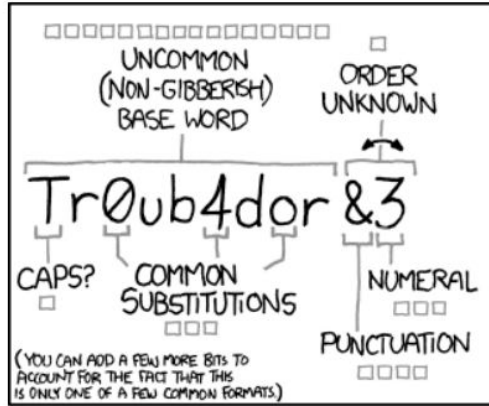 UNCOMMON
(NON-GIBBERISH)
BASE WORD
ORDER
UNKNOWN
Tr0ub4dor &3
CAPS?
COMMON
SUBSTITUTIONS
NUMERAL
PUNCTUATION
(YOU CAN ADD A FEW MORE BITS TO
ACCOUNT FOR THE FACT THAT THIS
IS ONLY ONE OF A FEW COMMON FORMATS.)